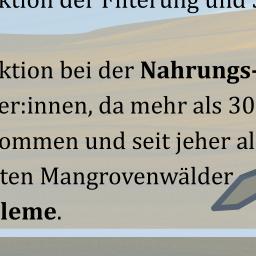 ktion der Filterung und S
ktion bei der Nahrungs-
er:innen, da mehr als 30
ommen und seit jeher al
ten Mangrovenwälder
leme.